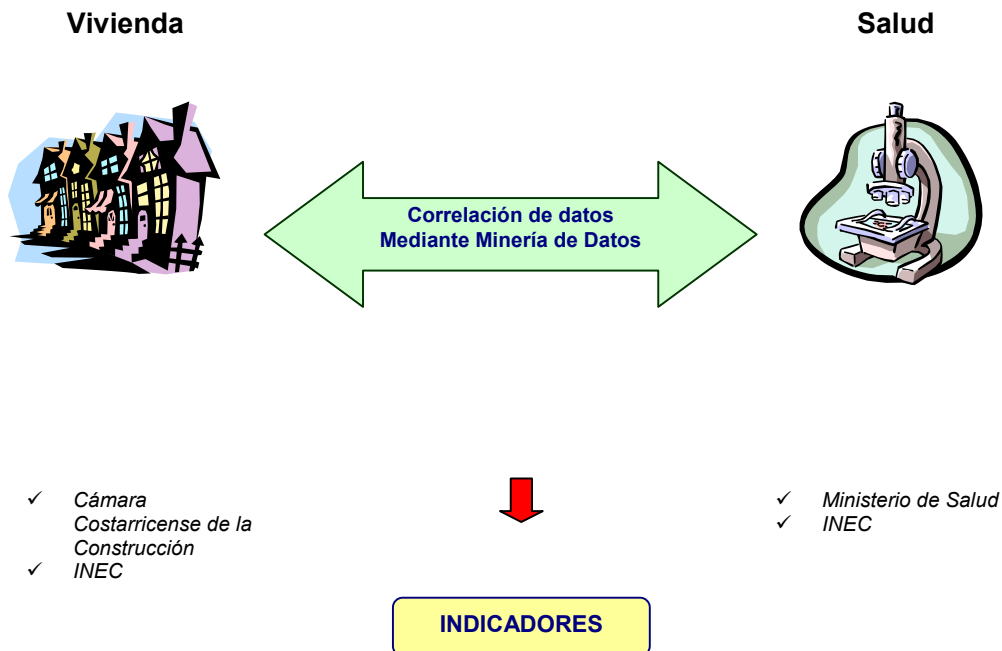 Vivienda
Salud
Correlación de datos
Mediante Minería de Datos
✓ Cámara
Costarricense de la
Construcción
✓ INEC
✓ Ministerio de Salud
✓ INEC
INDICADORES